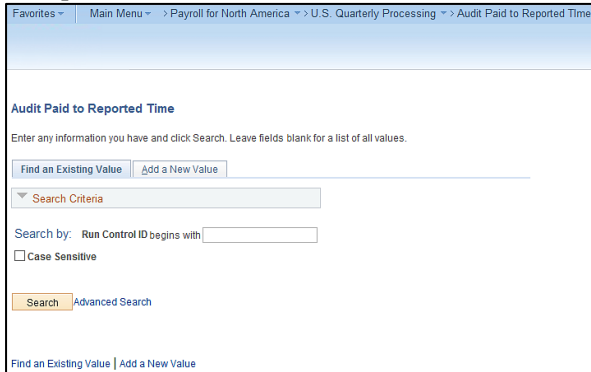 Favorites Main Menu > Payroll for North America > U.S. Quarterly Processing > Audit Paid to Reported TIme
Audit Paid to Reported Time
Enter any information you have and click Search. Leave fields blank for a list of all values.
Find an Existing Value Add a New Value
Search Criteria
Search by: Run Control ID begins with
Case Sensitive
Search Advanced Search
Find an Existing Value | Add a New Value